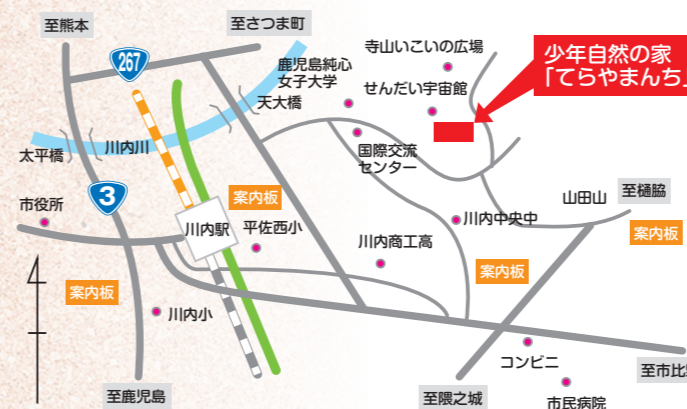 至熊本
至さつま町
267
鹿児島純心
女子大学
寺山いこいの広場
少年自然の家
「てらやまんち」
せんだい宇宙館
天大橋
太平橋
川内川
国際交流
センター
3
市役所
案内板
川内駅
平佐西小
山田山
至樋脇
川内中央中
案内板
川内商工高
案内板
案内板
川内小
コンビニ
至市比
至鹿児島
至隈之城
市民病院